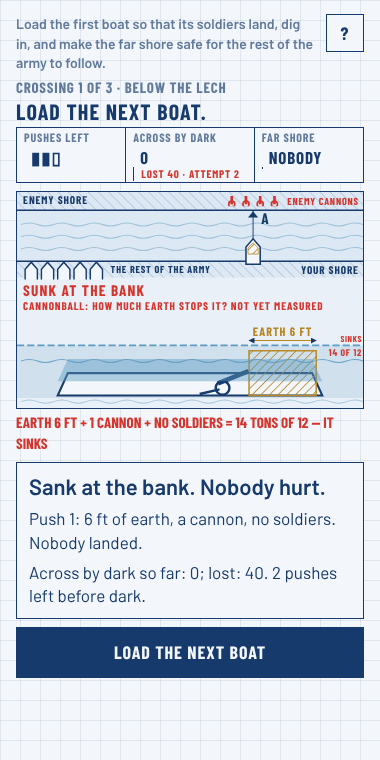 Load the first boat so that its soldiers land, dig
in, and make the far shore safe for the rest of the
army to follow.
?
CROSSING 1 OF 3 · BELOW THE LECH
LOAD THE NEXT BOAT.
PUSHES LEFT
ACROSS BY DARK
0
LOST 40 · ATTEMPT 2
FAR SHORE
NOBODY
ENEMY SHORE
ENEMY CANNONS
A
THE REST OF THE ARMY
YOUR SHORE
SUNK AT THE BANK
CANNONBALL: HOW MUCH EARTH STOPS IT? NOT YET MEASURED
EARTH 6 FT
SINKS
14 OF 12
EARTH 6 FT + 1 CANNON + NO SOLDIERS = 14 TONS OF 12 — IT
SINKS
Sank at the bank. Nobody hurt.
Push 1: 6 ft of earth, a cannon, no soldiers.
Nobody landed.
Across by dark so far: 0; lost: 40. 2 pushes
left before dark.
LOAD THE NEXT BOAT